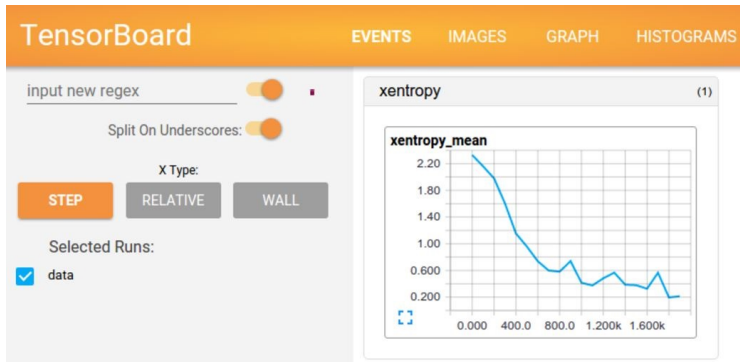 TensorBoard
EVENTS IMAGES GRAPH HISTOGRAMS
input new regex
Split On Underscores:
X Type:
STEP RELATIVE WALL
Selected Runs:
data
xentropy (1)
xentropy_mean
2.20
1.80
1.40
1.00
0.600
0.200
0.000 400.0 800.0 1.200k 1.600k